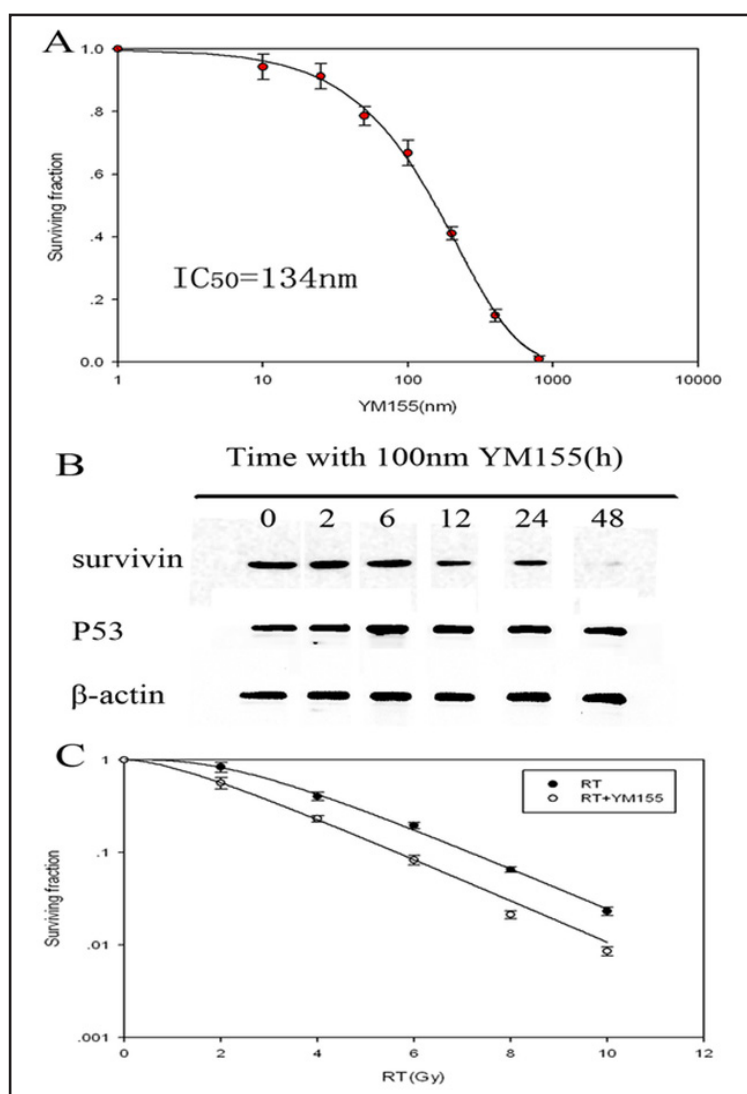 A
1.0
.8
.6
.4
.2
0.0
Surviving fraction
IC50=134nm
1 10 100 1000 10000
YM155(nm)
B
Time with 100nm YM155(h)
0 2 6 12 24 48
survivin
P53
β-actin
C
1
.1
.01
.001
Surviving fraction
RT
RT+YM155
0 2 4 6 8 10 12
RT(Gy)